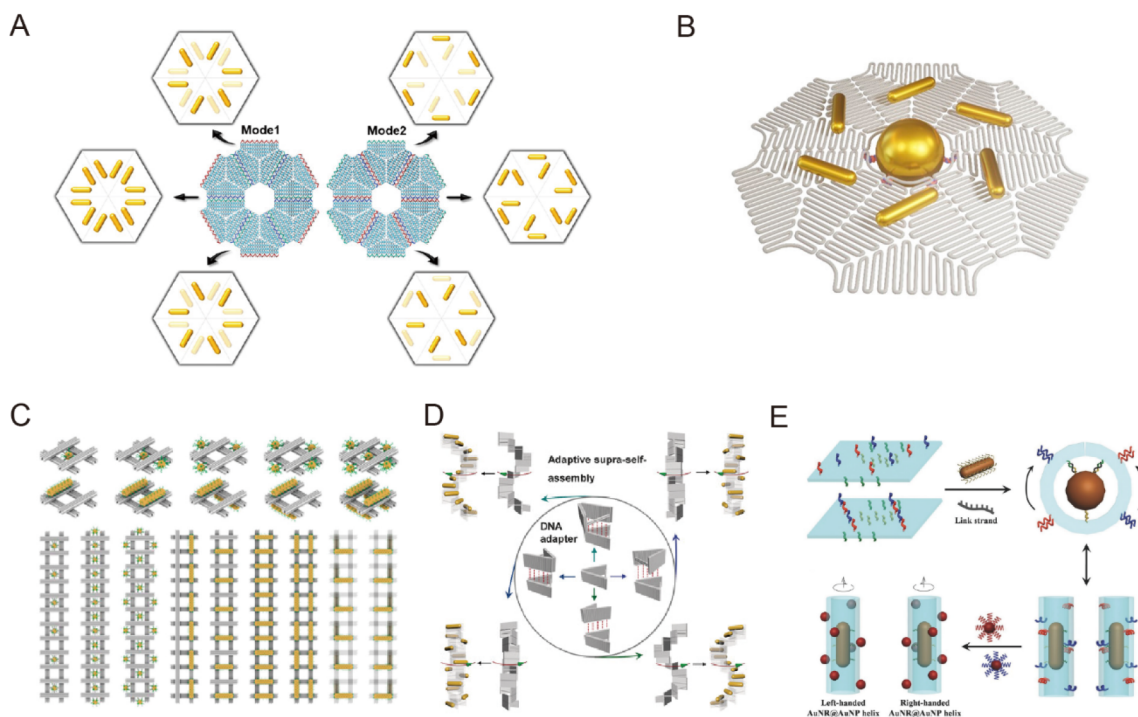 A
Mode1
Mode2
B
C
D
Adaptive supra-self-
assembly
DNA
adapter
E
Link strand
Left-handed
AuNR@AuNP helix
Right-handed
AuNR@AuNP helix